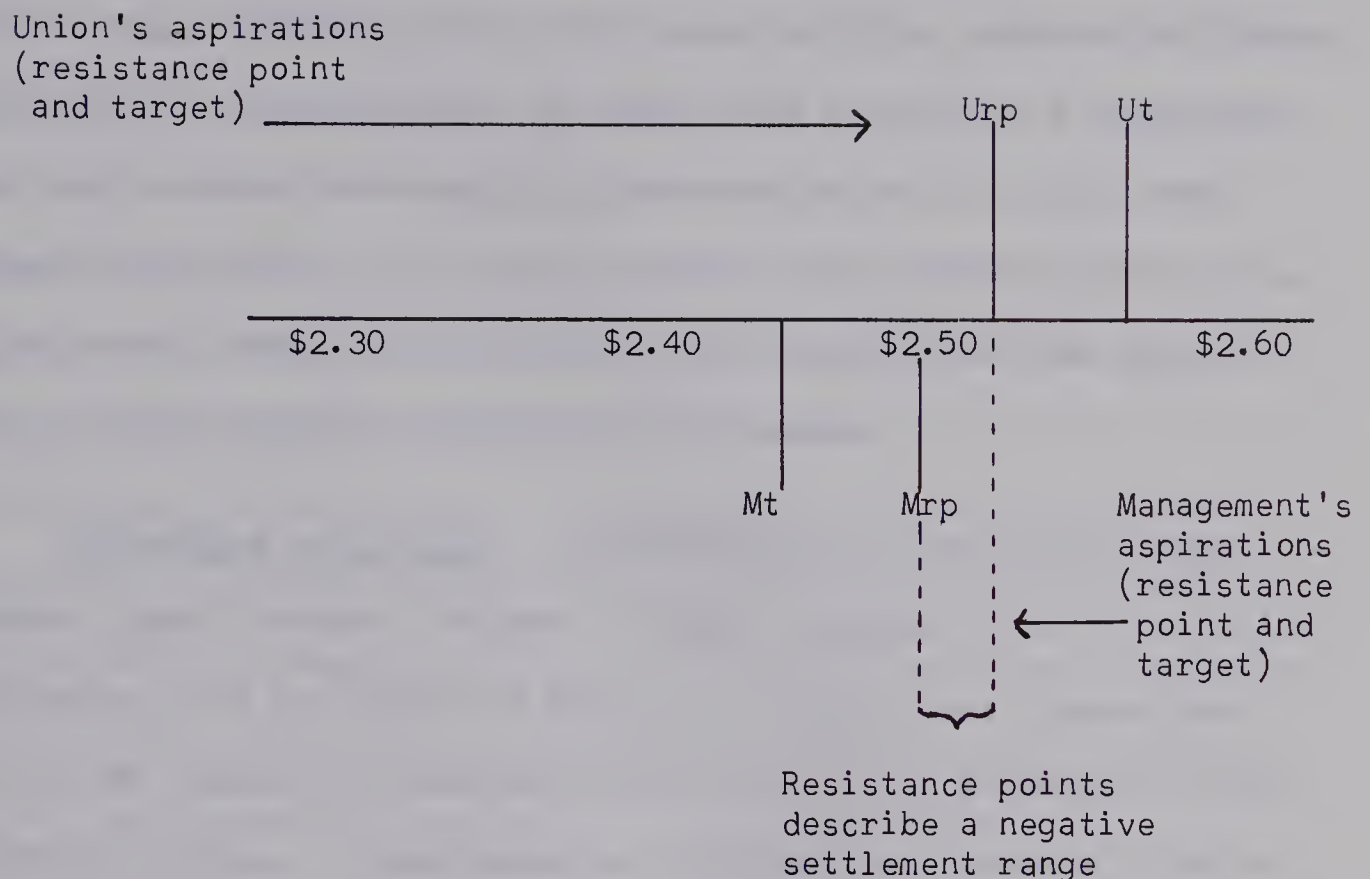 Union's aspirations
(resistance point
and target)
Urp Ut
$2.30 $2.40 $2.50 $2.60
Mt Mrp
Management's
aspirations
(resistance
point and
target)
Resistance points
describe a negative
settlement range